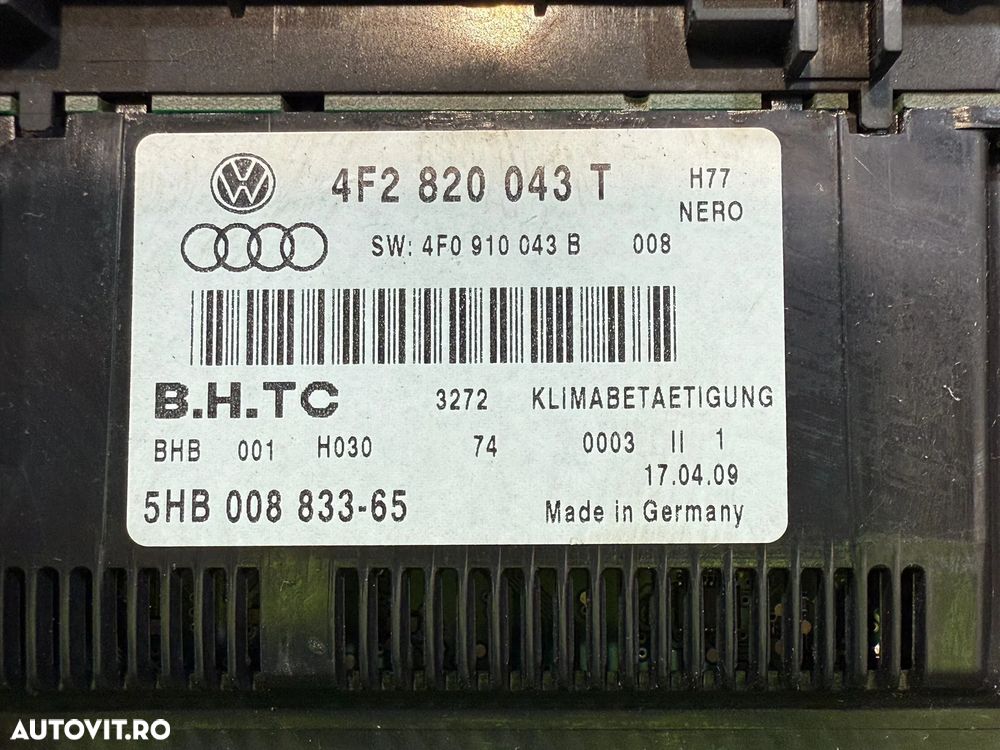 4F2 820 043 T
H77
NERO
SW: 4F0 910 043 B 008
B.H.TC 3272 KLIMABETAETIGUNG
BHB 001 H030 74 0003 II 1
17.04.09
5HB 008 833-65 Made in Germany
AUTOVIT.RO